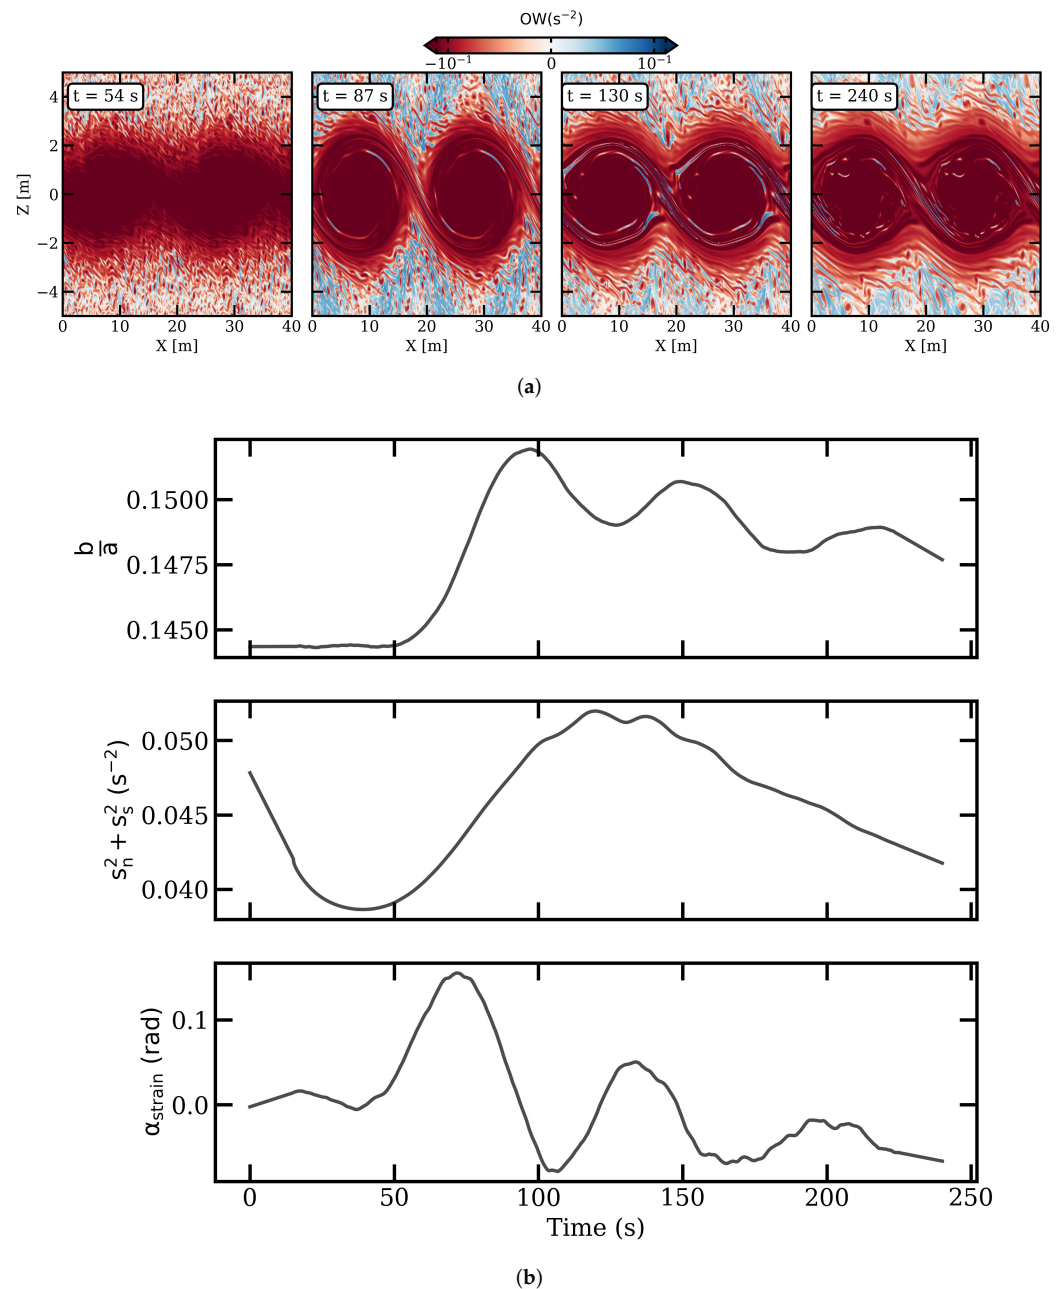 OW(s⁻²)
−10⁻¹ 0 10⁻¹
t = 54 s t = 87 s t = 130 s t = 240 s
Z [m]
4
2
0
−2
−4
0 10 20 30 40 0 10 20 30 40 0 10 20 30 40 0 10 20 30 40
X [m] X [m] X [m] X [m]
(a)
b/a
0.1500
0.1475
0.1450
s_n² + s_s² (s⁻²)
0.050
0.045
0.040
α_strain (rad)
0.1
0.0
0 50 100 150 200 250
Time (s)
(b)